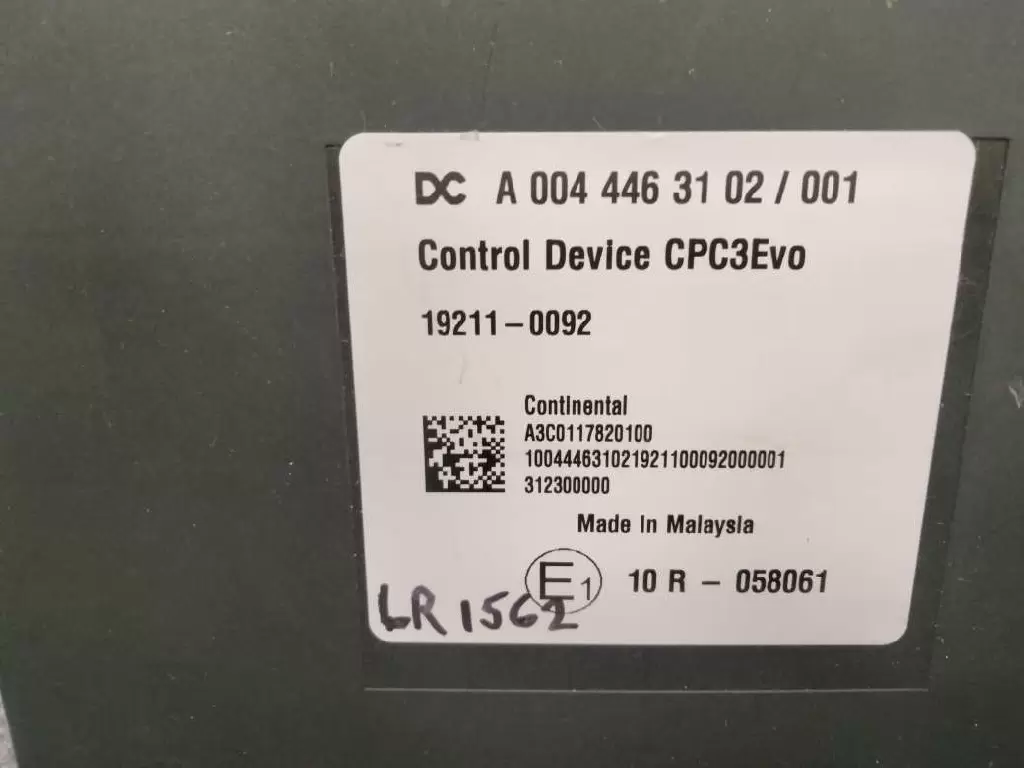 DC A 004 446 31 02 / 001
Control Device CPC3Evo
19211-0092
Continental
A3C0117820100
100444631021921100092000001
312300000
Made In Malaysia
E1 10 R - 058061
LR 1562